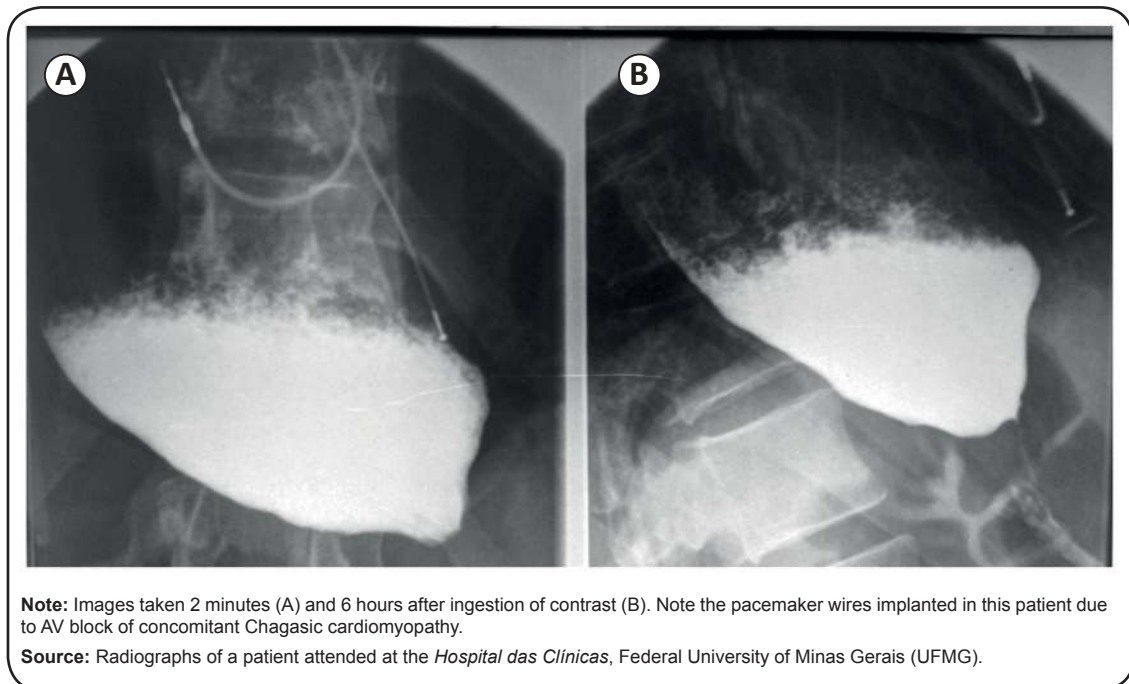 A
B
Note: Images taken 2 minutes (A) and 6 hours after ingestion of contrast (B). Note the pacemaker wires implanted in this patient due
to AV block of concomitant Chagasic cardiomyopathy.
Source: Radiographs of a patient attended at the Hospital das Clínicas, Federal University of Minas Gerais (UFMG).